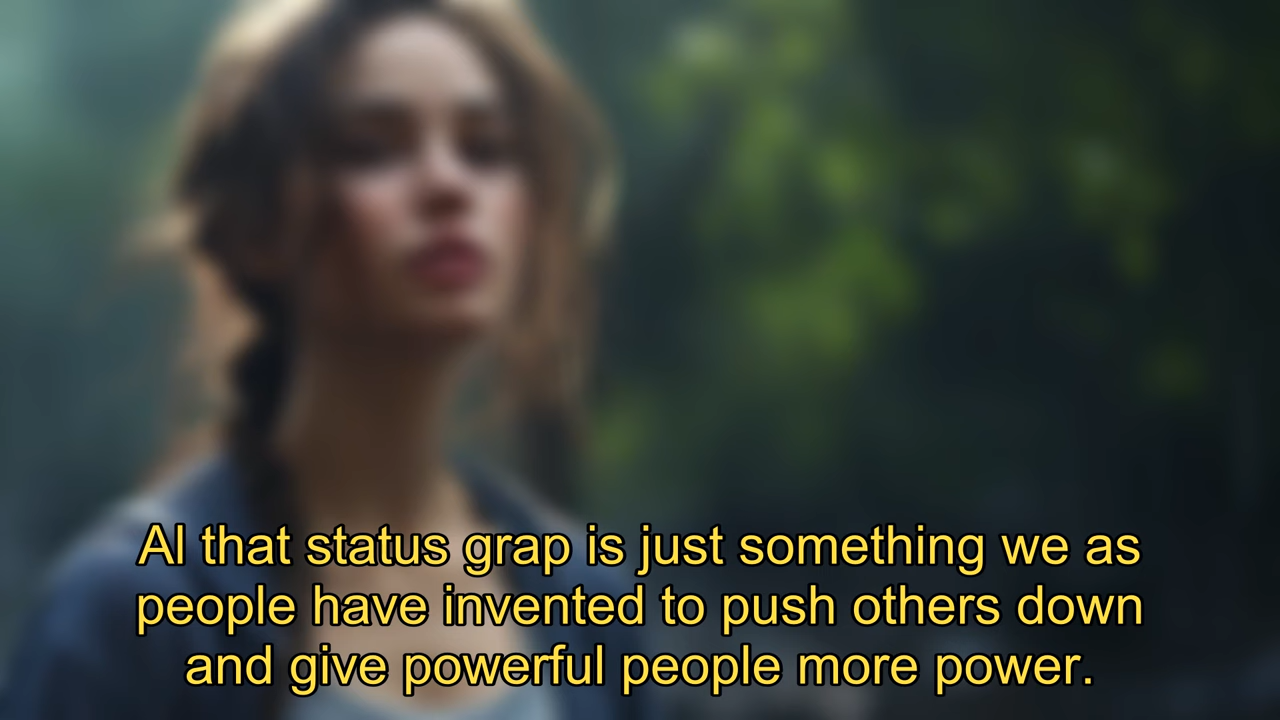 Al that status grap is just something we as
people have invented to push others down
and give powerful people more power.